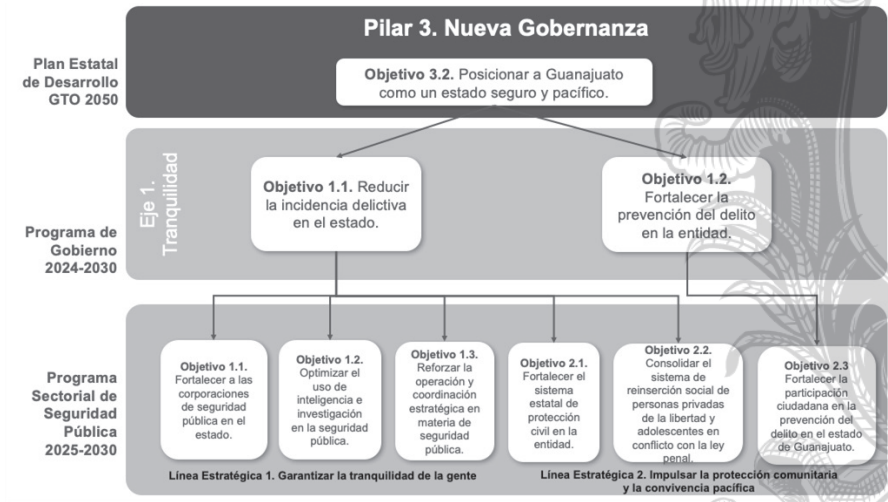 Pilar 3. Nueva Gobernanza
Plan Estatal
de Desarrollo
GTO 2050
Objetivo 3.2. Posicionar a Guanajuato
como un estado seguro y pacífico.
Eje 1.
Tranquilidad
Programa de
Gobierno
2024-2030
Objetivo 1.1. Reducir
la incidencia delictiva
en el estado.
Objetivo 1.2.
Fortalecer la
prevención del delito
en la entidad.
Programa
Sectorial de
Seguridad
Pública
2025-2030
Objetivo 1.1.
Fortalecer a las
corporaciones
de seguridad
pública en el
estado.
Objetivo 1.2.
Optimizar el
uso de
inteligencia e
investigación
en la seguridad
pública.
Objetivo 1.3.
Reforzar la
operación y
coordinación
estratégica en
materia de
seguridad
pública.
Objetivo 2.1.
Fortalecer el
sistema
estatal de
protección
civil en la
entidad.
Objetivo 2.2.
Consolidar el
sistema de
reinserción social de
personas privadas
de la libertad y
adolescentes en
conflicto con la ley
penal.
Objetivo 2.3
Fortalecer la
participación
ciudadana en la
prevención del
delito en el estado
de Guanajuato.
Línea Estratégica 1. Garantizar la tranquilidad de la gente
Línea Estratégica 2. Impulsar la protección comunitaria
y la convivencia pacífica